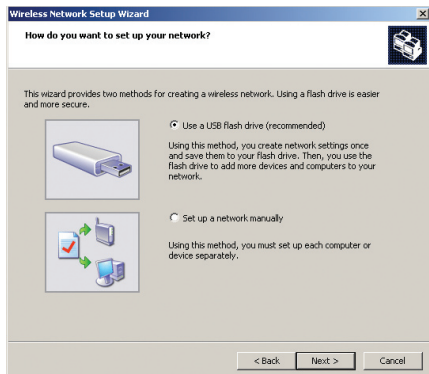 Wireless Network Setup Wizard
How do you want to set up your network?
This wizard provides two methods for creating a wireless network. Using a flash drive is easier
and more secure.
Use a USB flash drive (recommended)
Using this method, you create network settings once
and save them to your flash drive. Then, you use the
flash drive to add more devices and computers to your
network.
Set up a network manually
Using this method, you must set up each computer or
device separately.
< Back Next > Cancel